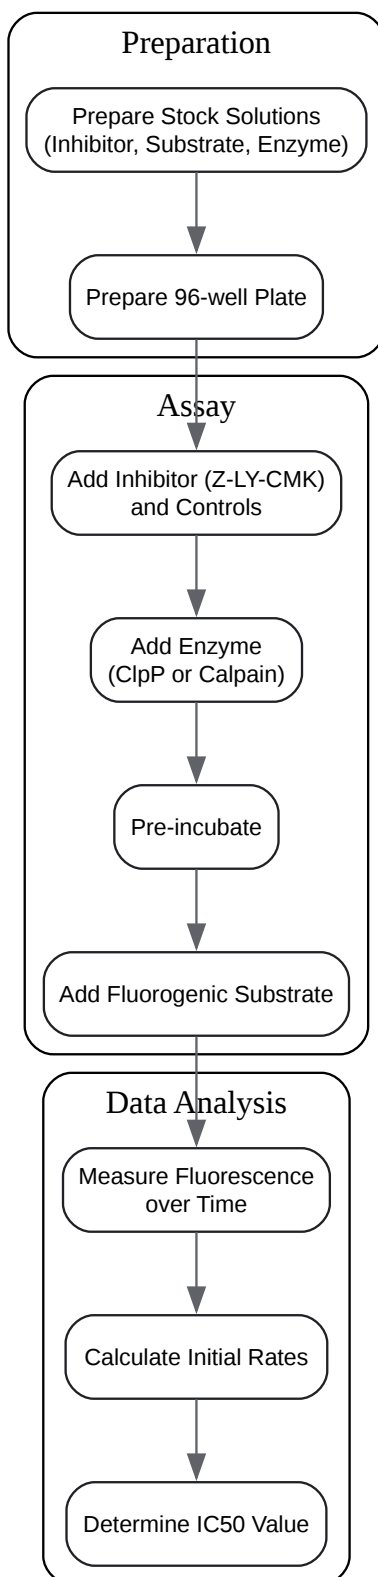 Preparation
Prepare Stock Solutions
(Inhibitor, Substrate, Enzyme)
Prepare 96-well Plate
Assay
Add Inhibitor (Z-LY-CMK)
and Controls
Add Enzyme
(ClpP or Calpain)
Pre-incubate
Add Fluorogenic Substrate
Data Analysis
Measure Fluorescence
over Time
Calculate Initial Rates
Determine IC50 Value